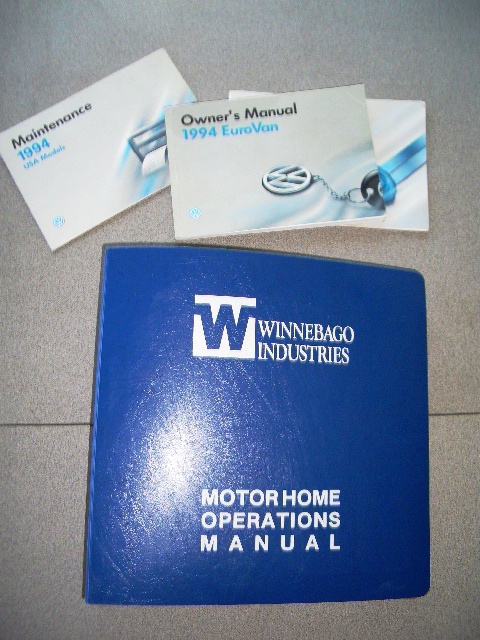 Maintenance
1994
USA Models
Owner's Manual
1994 EuroVan
W WINNEBAGO
INDUSTRIES
MOTOR HOME
OPERATIONS
MANUAL